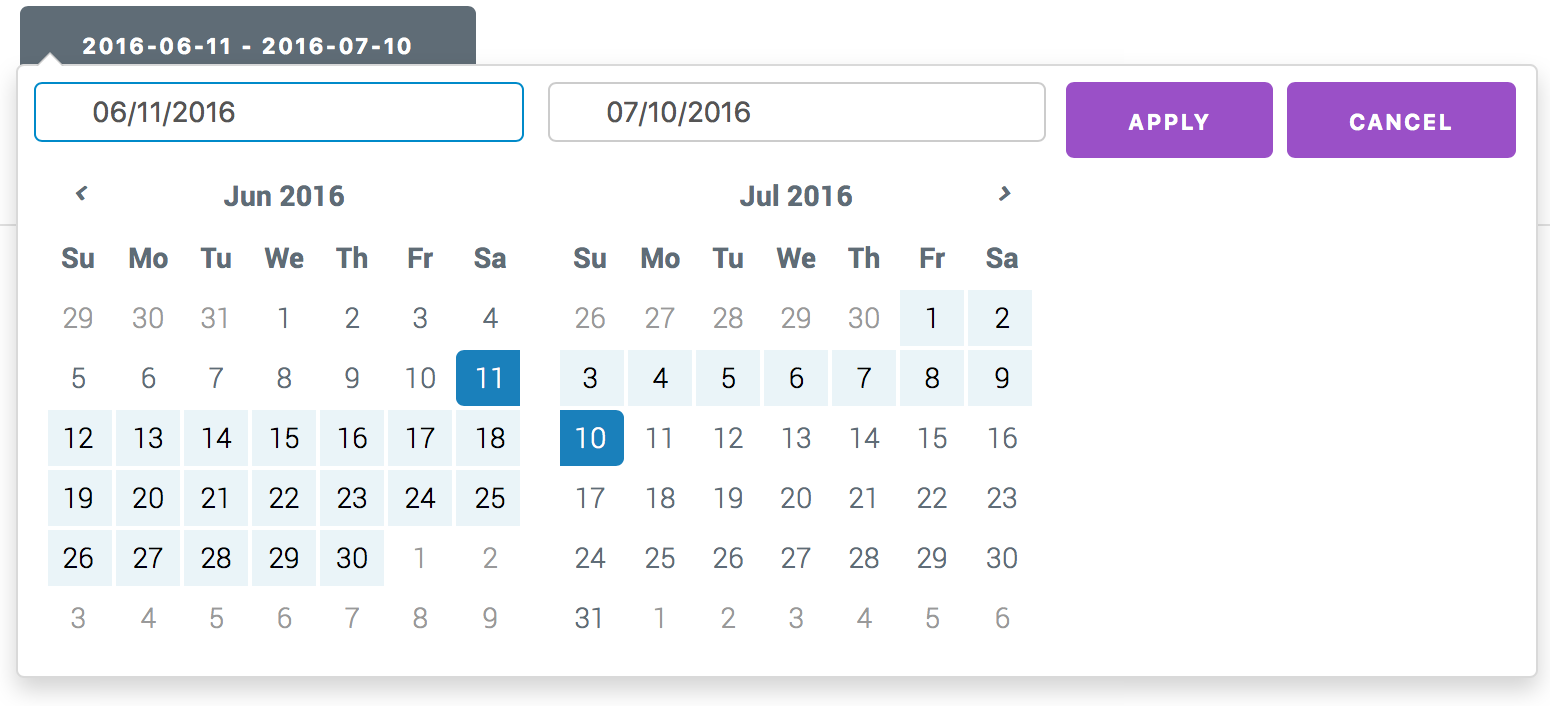 2016-06-11 - 2016-07-10
06/11/2016 07/10/2016 APPLY CANCEL
Jun 2016 Jul 2016
Su Mo Tu We Th Fr Sa Su Mo Tu We Th Fr Sa
29 30 31 1 2 3 4 26 27 28 29 30 1 2
5 6 7 8 9 10 11 3 4 5 6 7 8 9
12 13 14 15 16 17 18 10 11 12 13 14 15 16
19 20 21 22 23 24 25 17 18 19 20 21 22 23
26 27 28 29 30 1 2 24 25 26 27 28 29 30
3 4 5 6 7 8 9 31 1 2 3 4 5 6